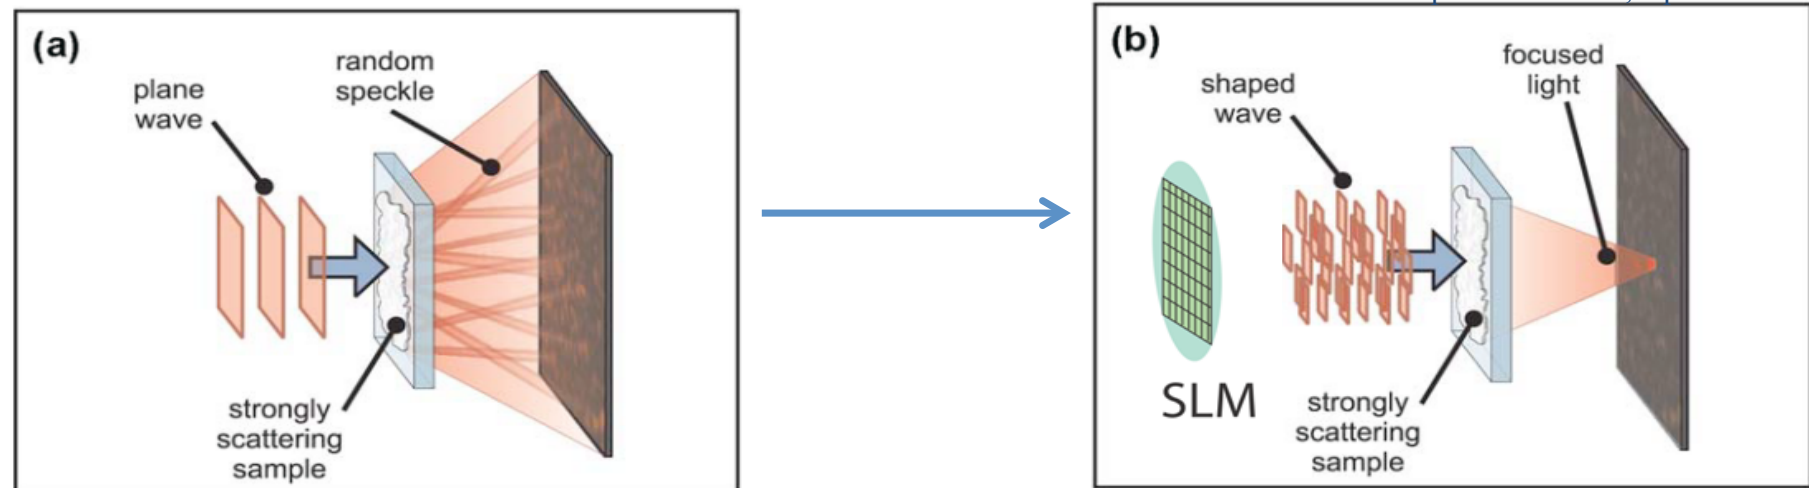 (a)
plane
wave
random
speckle
strongly
scattering
sample
(b)
shaped
wave
focused
light
SLM
strongly
scattering
sample